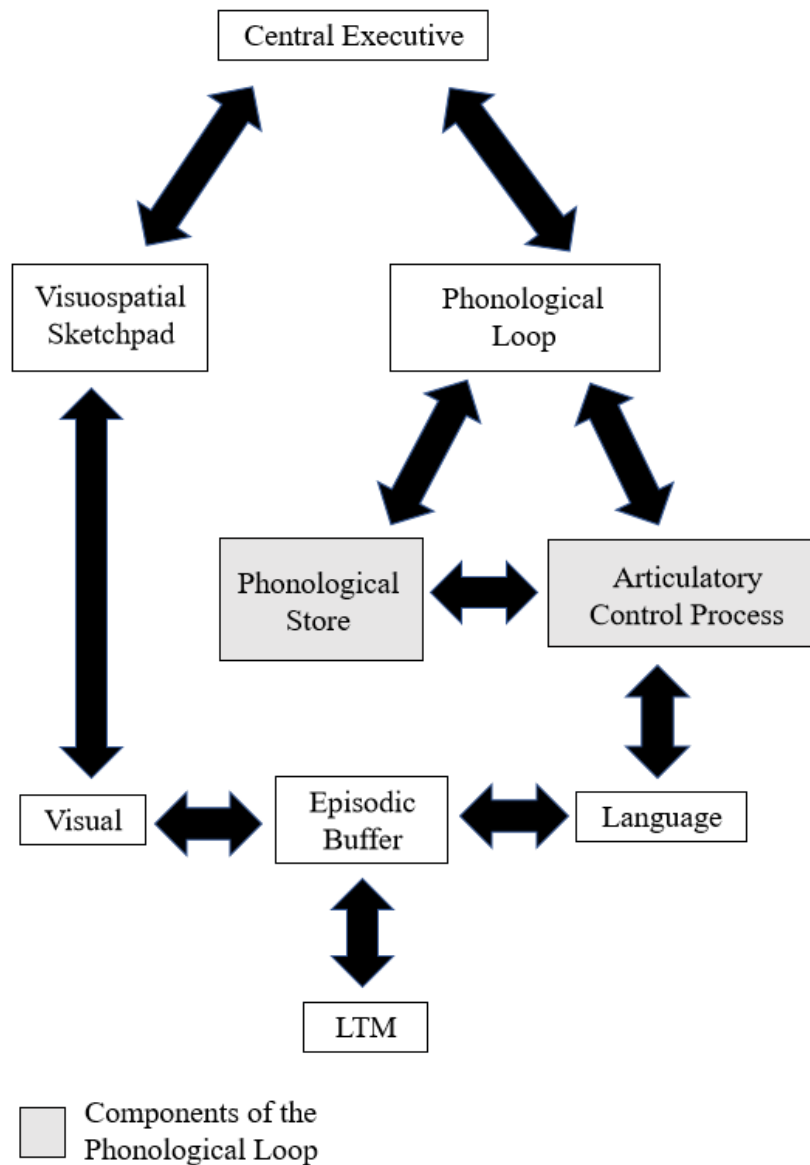 Central Executive
Visuospatial
Sketchpad
Phonological
Loop
Phonological
Store
Articulatory
Control Process
Visual
Episodic
Buffer
Language
LTM
Components of the
Phonological Loop